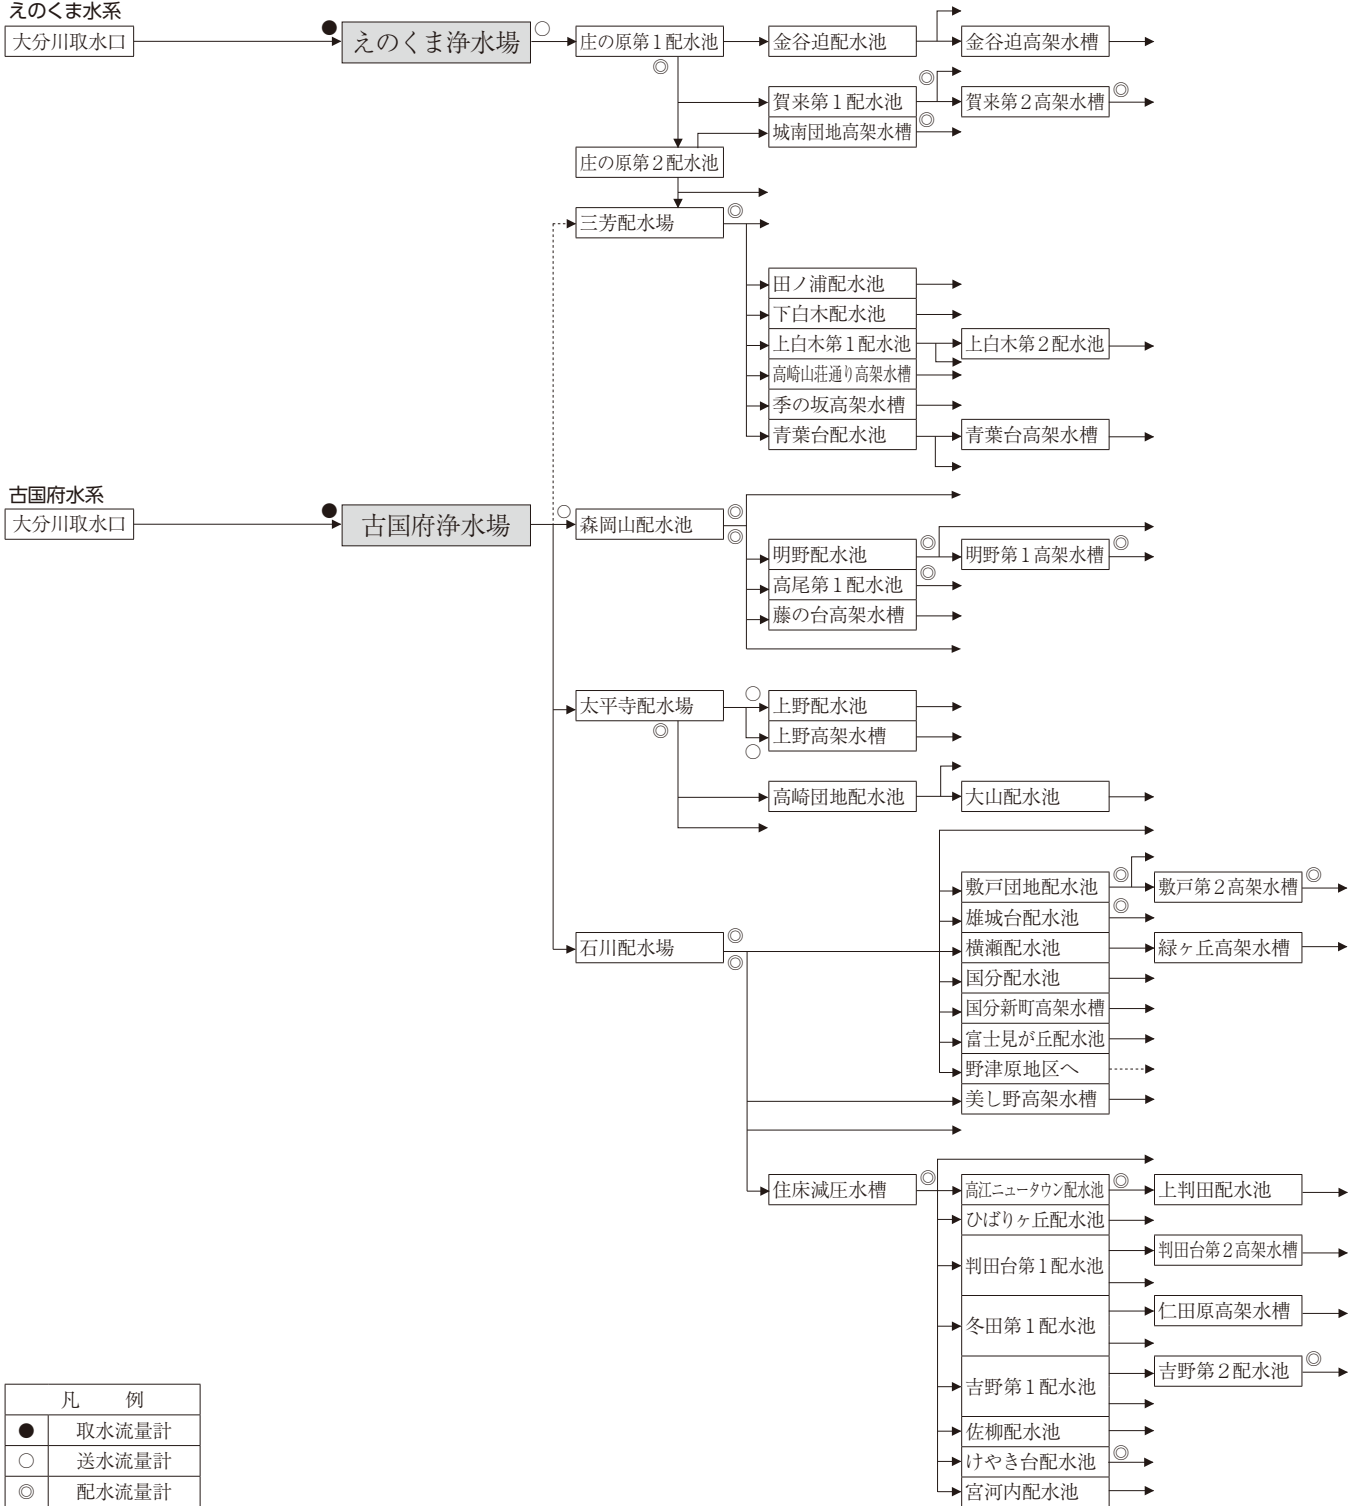 えのくま水系
大分川取水口
●
えのくま浄水場
○
庄の原第１配水池
◎
金谷迫配水池
金谷迫高架水槽
賀来第１配水池
◎
賀来第２高架水槽
◎
城南団地高架水槽
◎
庄の原第２配水池
三芳配水場
◎
田ノ浦配水池
下白木配水池
上白木第１配水池
上白木第２配水池
高崎山荘通り高架水槽
季の坂高架水槽
青葉台配水池
青葉台高架水槽
古国府水系
大分川取水口
●
古国府浄水場
○
森岡山配水池
◎
◎
明野配水池
◎
明野第１高架水槽
◎
高尾第１配水池
◎
藤の台高架水槽
太平寺配水場
◎
○
上野配水池
上野高架水槽
○
高崎団地配水池
大山配水池
石川配水場
◎
◎
敷戸団地配水池
◎
敷戸第２高架水槽
◎
雄城台配水池
◎
横瀬配水池
緑ヶ丘高架水槽
国分配水池
国分新町高架水槽
富士見が丘配水池
野津原地区へ
美し野高架水槽
住床減圧水槽
◎
高江ニュータウン配水池
◎
上判田配水池
ひばりヶ丘配水池
判田台第１配水池
判田台第２高架水槽
冬田第１配水池
仁田原高架水槽
吉野第１配水池
吉野第２配水池
◎
佐柳配水池
けやき台配水池
◎
宮河内配水池
凡　例
● 取水流量計
○ 送水流量計
◎ 配水流量計